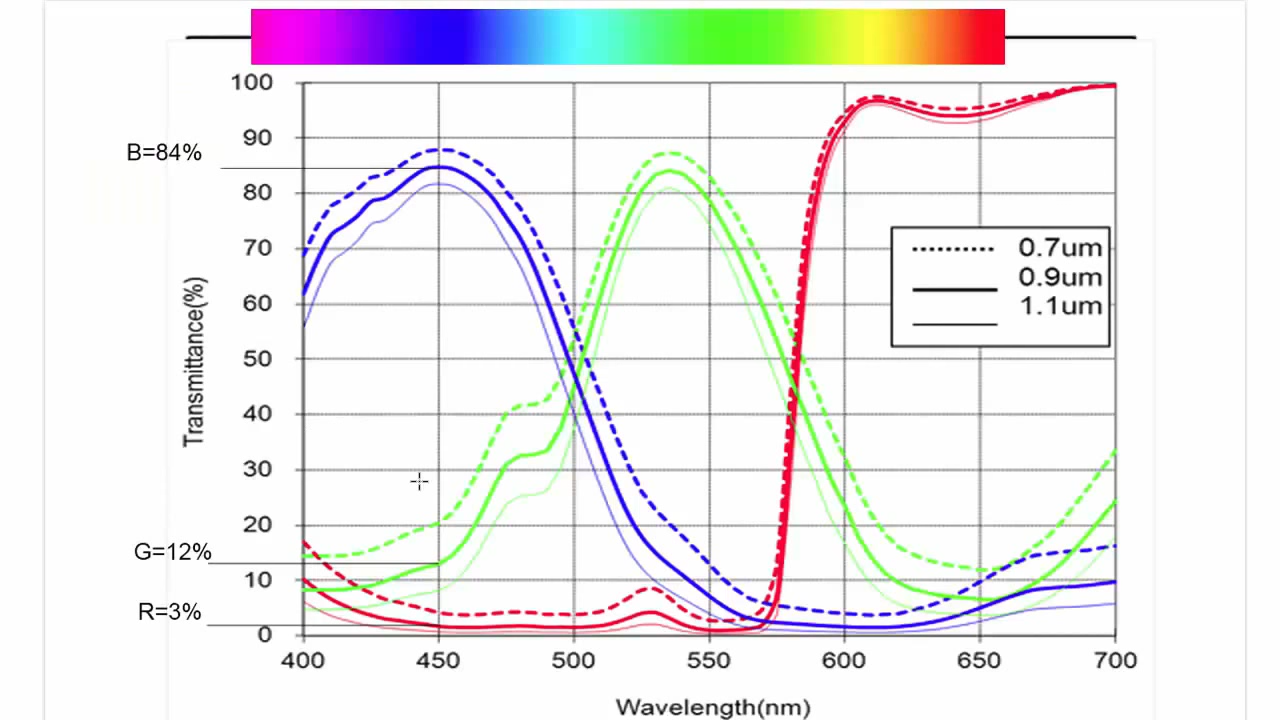 100
90
B=84%
80
70
0.7um
0.9um
1.1um
60
Transmittance(%)
50
40
30
20
G=12%
10
R=3%
0
400 450 500 550 600 650 700
Wavelength(nm)